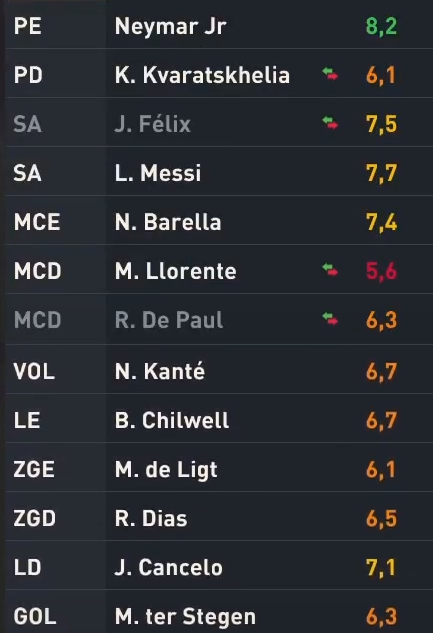 PE Neymar Jr 8,2
PD K. Kvaratskhelia 6,1
SA J. Félix 7,5
SA L. Messi 7,7
MCE N. Barella 7,4
MCD M. Llorente 5,6
MCD R. De Paul 6,3
VOL N. Kanté 6,7
LE B. Chilwell 6,7
ZGE M. de Ligt 6,1
ZGD R. Dias 6,5
LD J. Cancelo 7,1
GOL M. ter Stegen 6,3